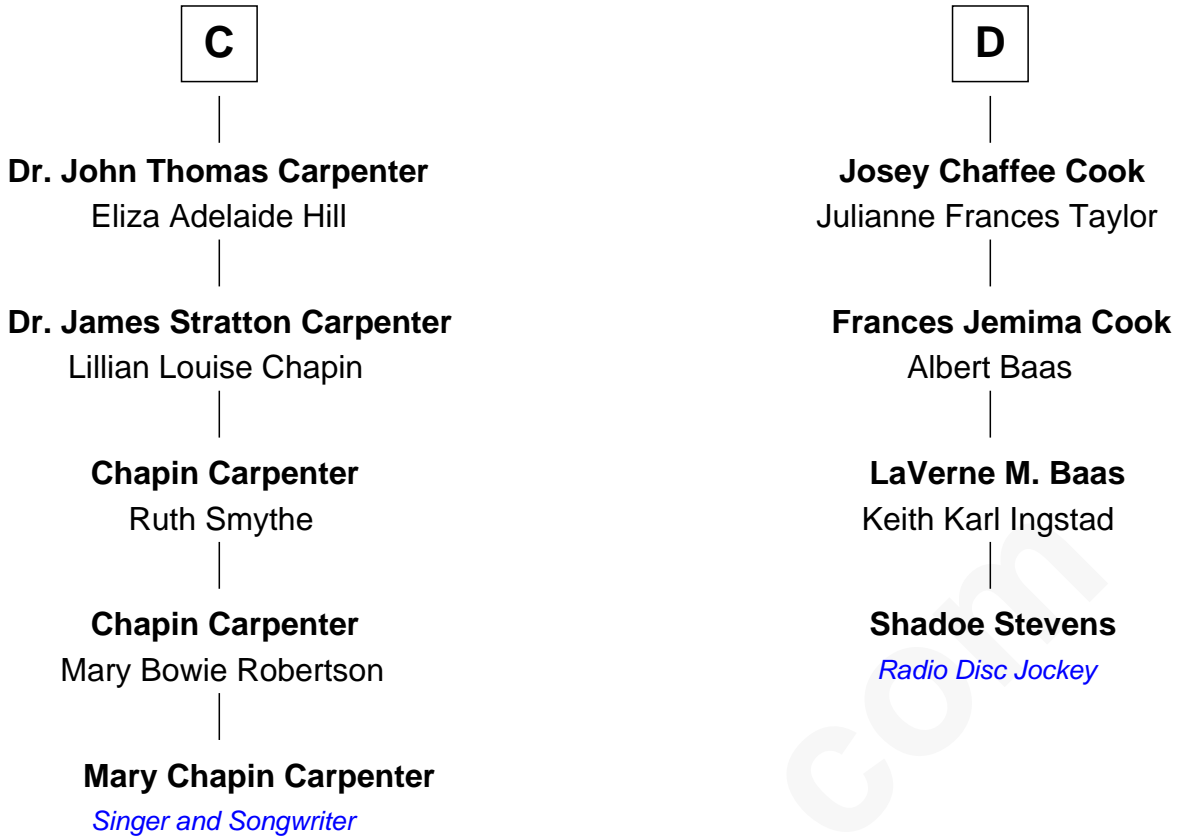 C
Dr. John Thomas Carpenter
Eliza Adelaide Hill
Dr. James Stratton Carpenter
Lillian Louise Chapin
Chapin Carpenter
Ruth Smythe
Chapin Carpenter
Mary Bowie Robertson
Mary Chapin Carpenter
Singer and Songwriter
D
Josey Chaffee Cook
Julianne Frances Taylor
Frances Jemima Cook
Albert Baas
LaVerne M. Baas
Keith Karl Ingstad
Shadoe Stevens
Radio Disc Jockey
com